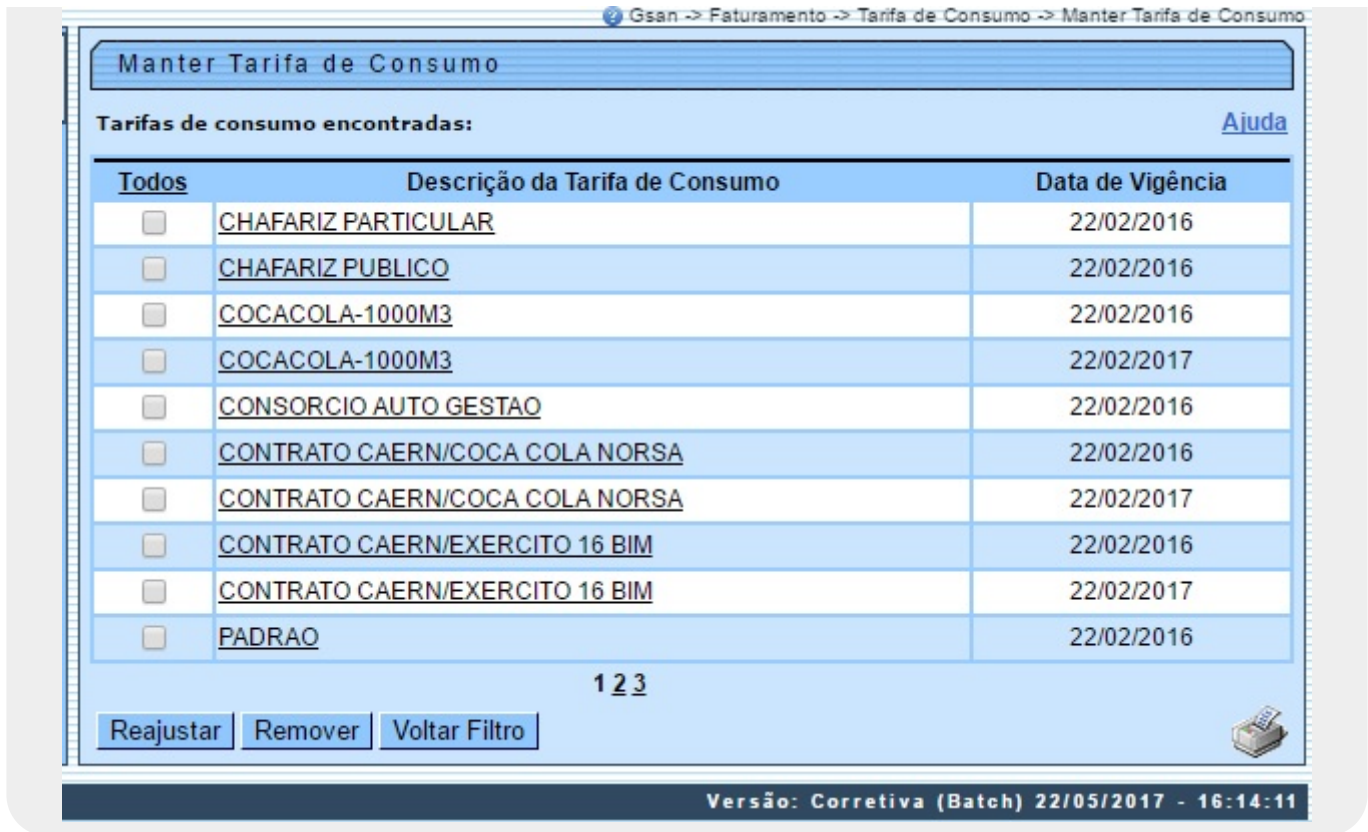 Gsan -> Faturamento -> Tarifa de Consumo -> Manter Tarifa de Consumo
Manter Tarifa de Consumo
Tarifas de consumo encontradas: Ajuda
Todos Descrição da Tarifa de Consumo Data de Vigência
CHAFARIZ PARTICULAR 22/02/2016
CHAFARIZ PUBLICO 22/02/2016
COCACOLA-1000M3 22/02/2016
COCACOLA-1000M3 22/02/2017
CONSORCIO AUTO GESTAO 22/02/2016
CONTRATO CAERN/COCA COLA NORSA 22/02/2016
CONTRATO CAERN/COCA COLA NORSA 22/02/2017
CONTRATO CAERN/EXERCITO 16 BIM 22/02/2016
CONTRATO CAERN/EXERCITO 16 BIM 22/02/2017
PADRAO 22/02/2016
1 2 3
Reajustar Remover Voltar Filtro
Versão: Corretiva (Batch) 22/05/2017 - 16:14:11